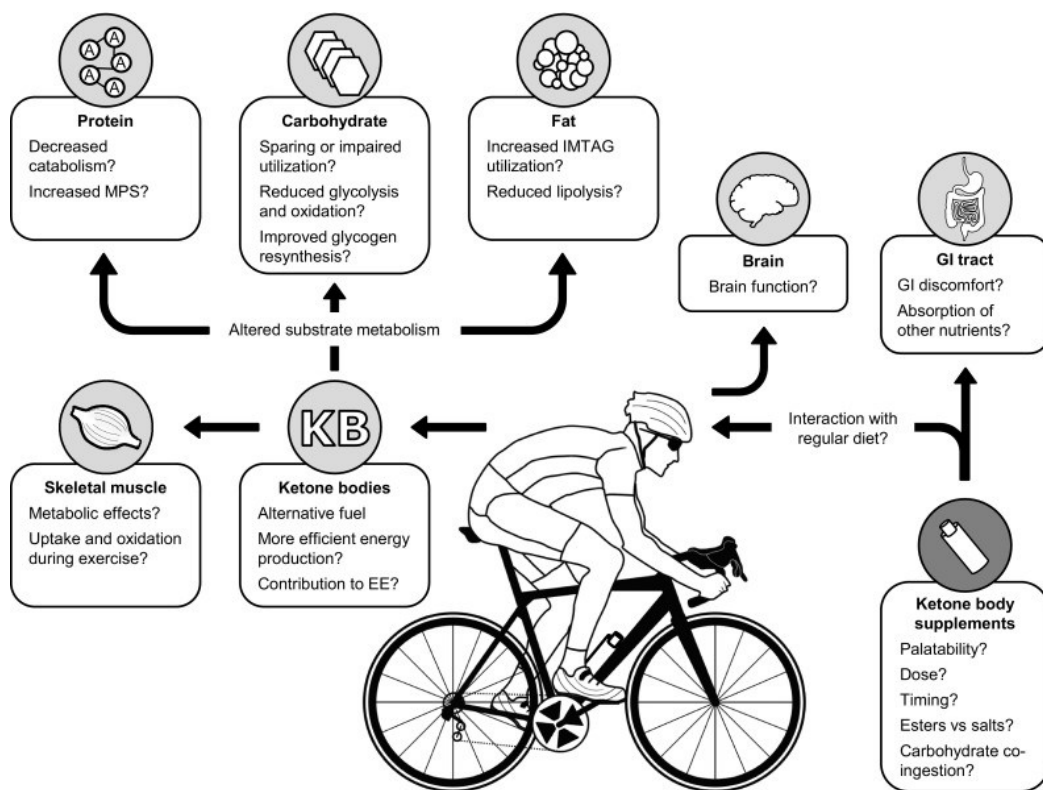 A
A
A
A
A
Protein
Decreased
catabolism?
Increased MPS?
Carbohydrate
Sparing or impaired
utilization?
Reduced glycolysis
and oxidation?
Improved glycogen
resynthesis?
Fat
Increased IMTAG
utilization?
Reduced lipolysis?
Brain
Brain function?
GI tract
GI discomfort?
Absorption of
other nutrients?
Altered substrate metabolism
Skeletal muscle
Metabolic effects?
Uptake and oxidation
during exercise?
KB
Ketone bodies
Alternative fuel
More efficient energy
production?
Contribution to EE?
Interaction with
regular diet?
Ketone body
supplements
Palatability?
Dose?
Timing?
Esters vs salts?
Carbohydrate co-
ingestion?